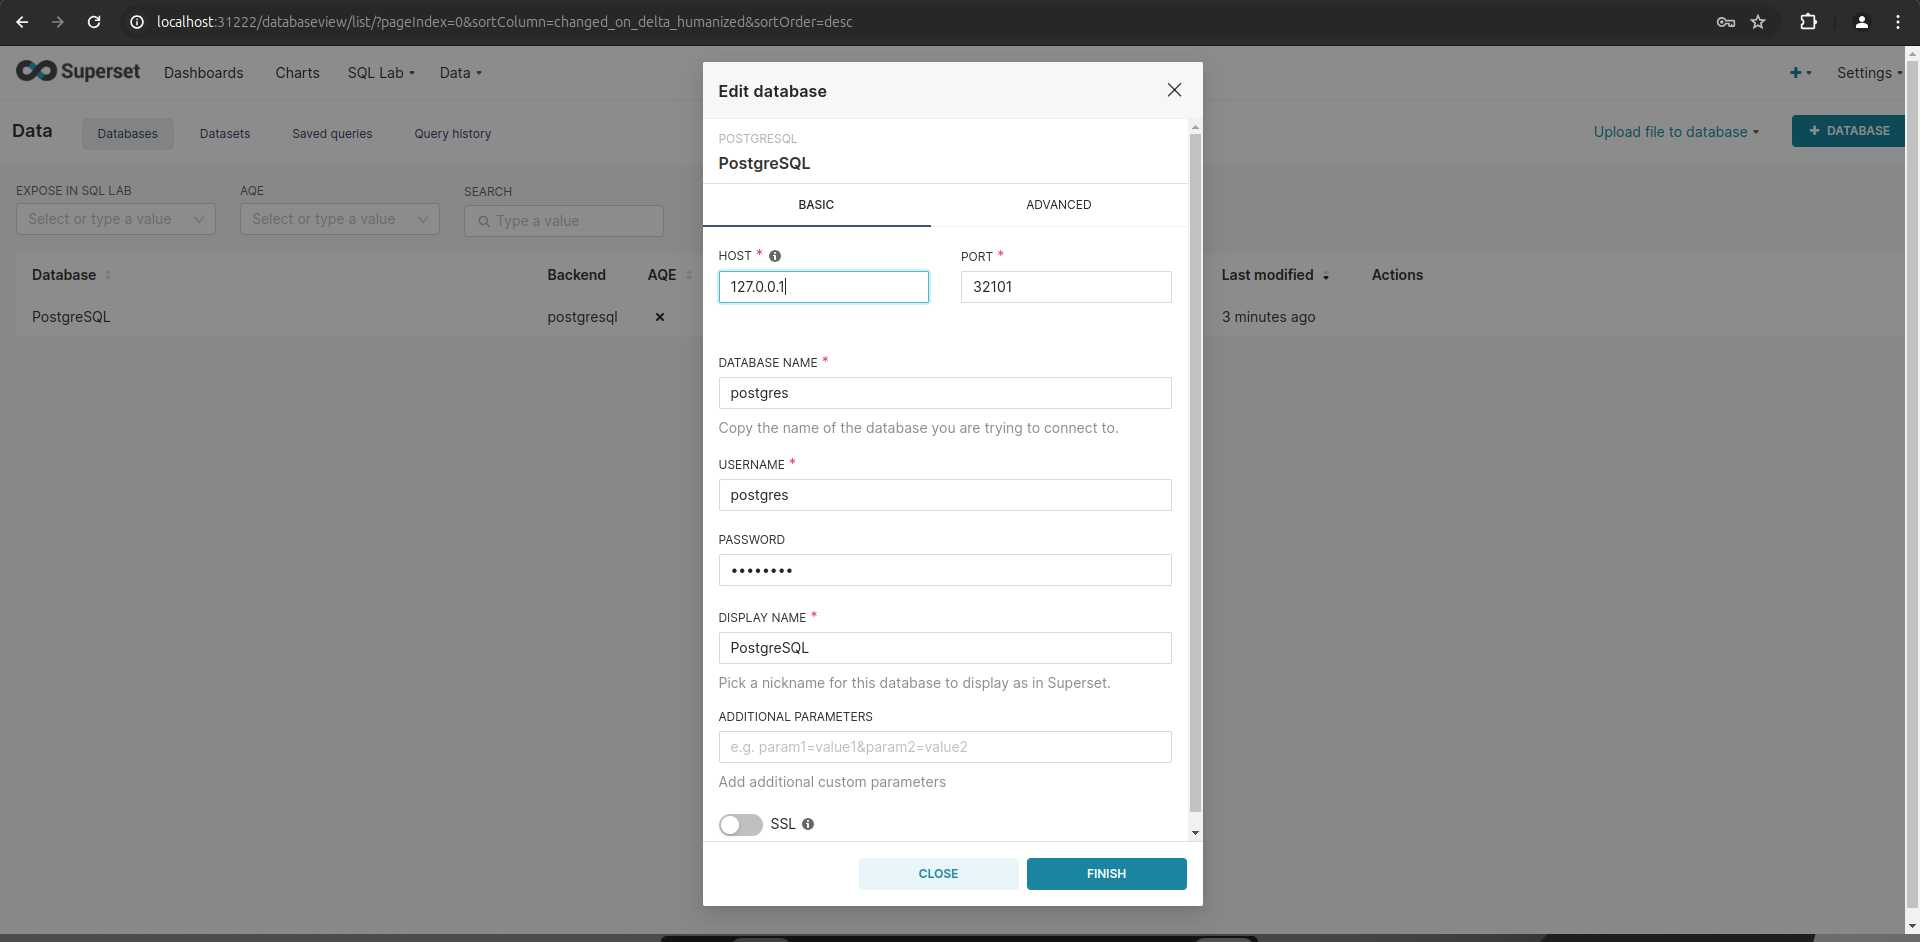 localhost:31222/databaseview/list/?pageIndex=0&sortColumn=changed_on_delta_humanized&sortOrder=desc
Superset Dashboards Charts SQL Lab Data Settings
Data Databases Datasets Saved queries Query history Upload file to database + DATABASE
EXPOSE IN SQL LAB AQE SEARCH
Select or type a value Select or type a value Type a value
Database Backend AQE Last modified Actions
PostgreSQL postgresql 3 minutes ago
Edit database
POSTGRESQL
PostgreSQL
BASIC ADVANCED
HOST * PORT *
127.0.0.1 32101
DATABASE NAME *
postgres
Copy the name of the database you are trying to connect to.
USERNAME *
postgres
PASSWORD
••••••••
DISPLAY NAME *
PostgreSQL
Pick a nickname for this database to display as in Superset.
ADDITIONAL PARAMETERS
e.g. param1=value1&param2=value2
Add additional custom parameters
SSL
CLOSE FINISH